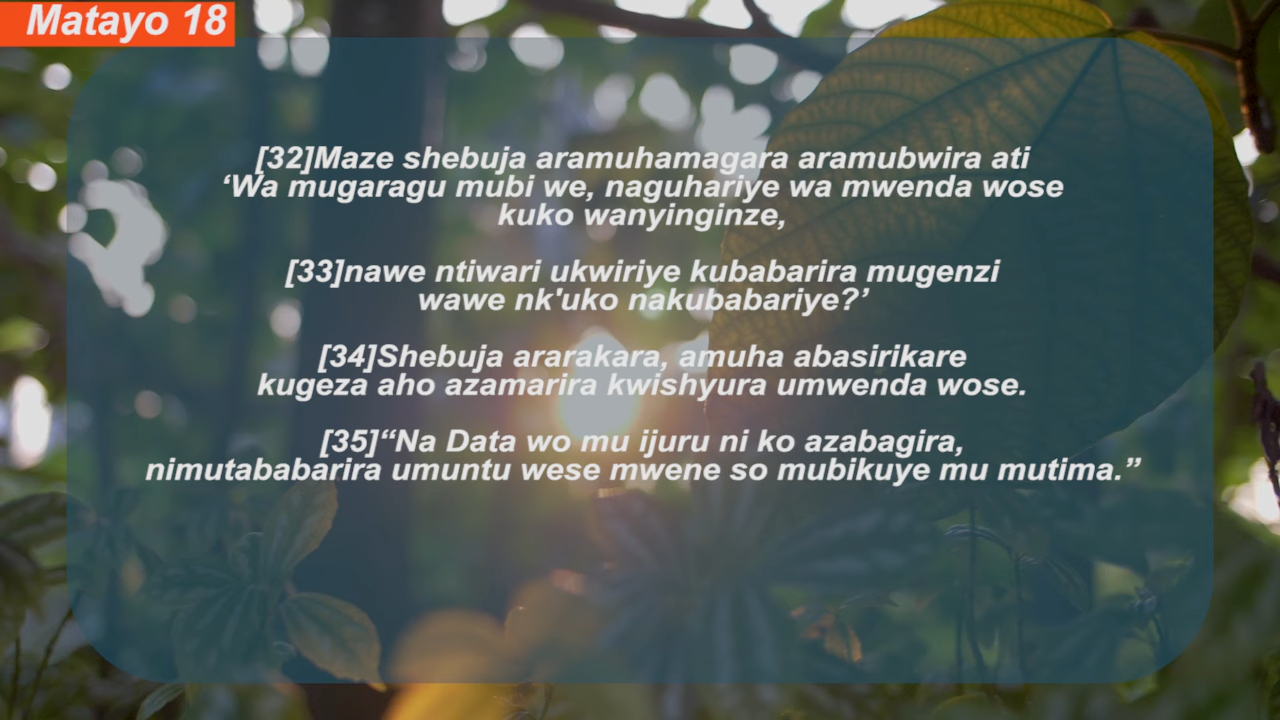 Matayo 18
[32]Maze shebuja aramuhamagara aramubwira ati
‘Wa mugaragu mubi we, naguhariye wa mwenda wose
kuko wanyinginze,
[33]nawe ntiwari ukwiriye kubabarira mugenzi
wawe nk'uko nakubabariye?’
[34]Shebuja ararakara, amuha abasirikare
kugeza aho azamarira kwishyura umwenda wose.
[35]“Na Data wo mu ijuru ni ko azabagira,
nimutababarira umuntu wese mwene so mubikuye mu mutima.”